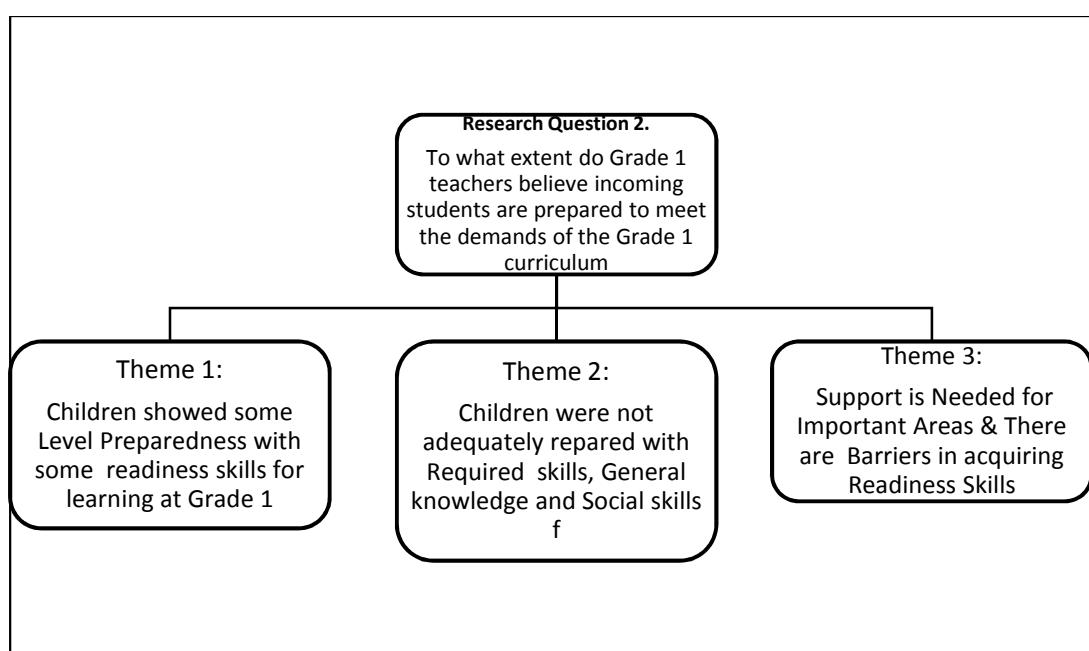 Research Question 2.
To what extent do Grade 1
teachers believe incoming
students are prepared to meet
the demands of the Grade 1
curriculum
Theme 1:
Children showed some
Level Preparedness with
some readiness skills for
learning at Grade 1
Theme 2:
Children were not
adequately repared with
Required skills, General
knowledge and Social skills
f
Theme 3:
Support is Needed for
Important Areas & There
are Barriers in acquiring
Readiness Skills